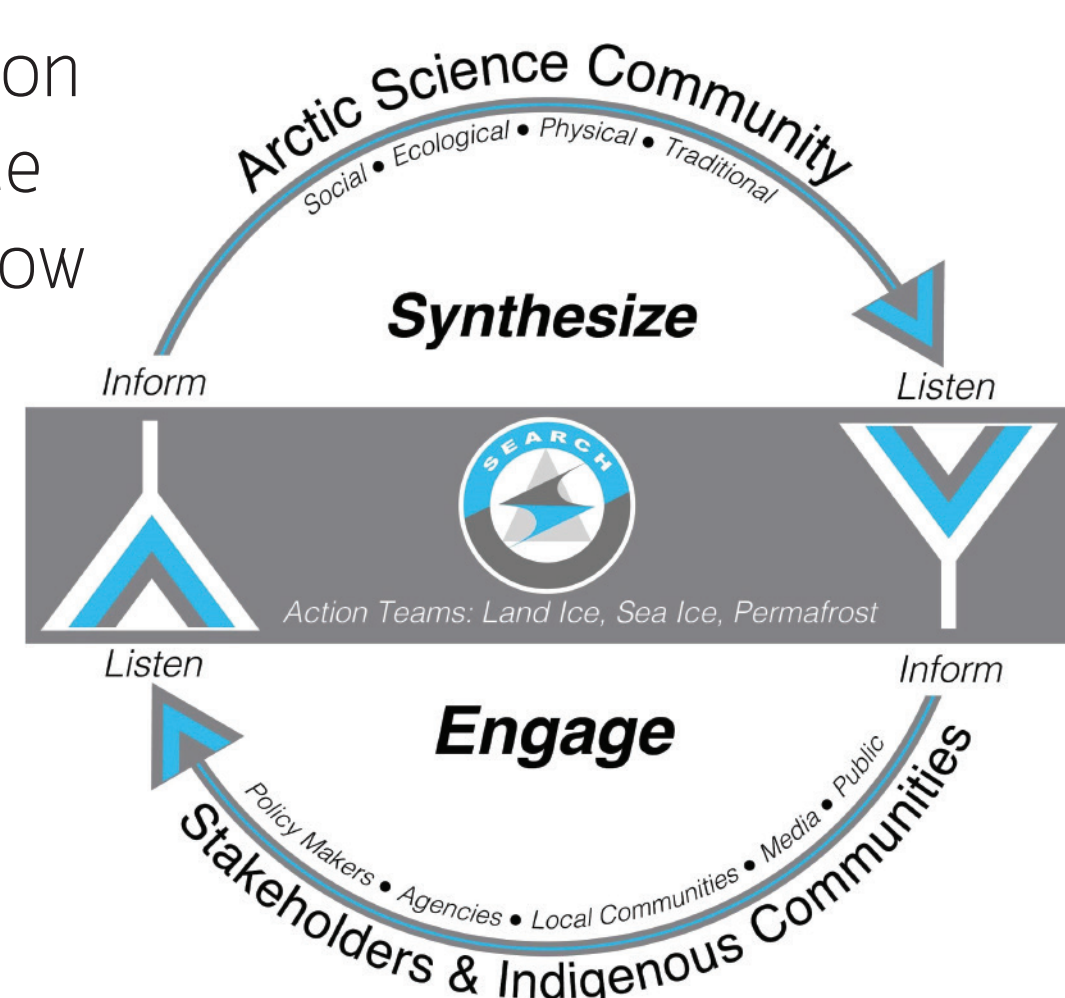 on
ow
Arctic Science Community
Social • Ecological • Physical • Traditional
Synthesize
Inform
Listen
SEARCH
Action Teams: Land Ice, Sea Ice, Permafrost
Listen
Inform
Engage
Policy Makers • Agencies • Local Communities • Media • Public
Stakeholders & Indigenous Communities